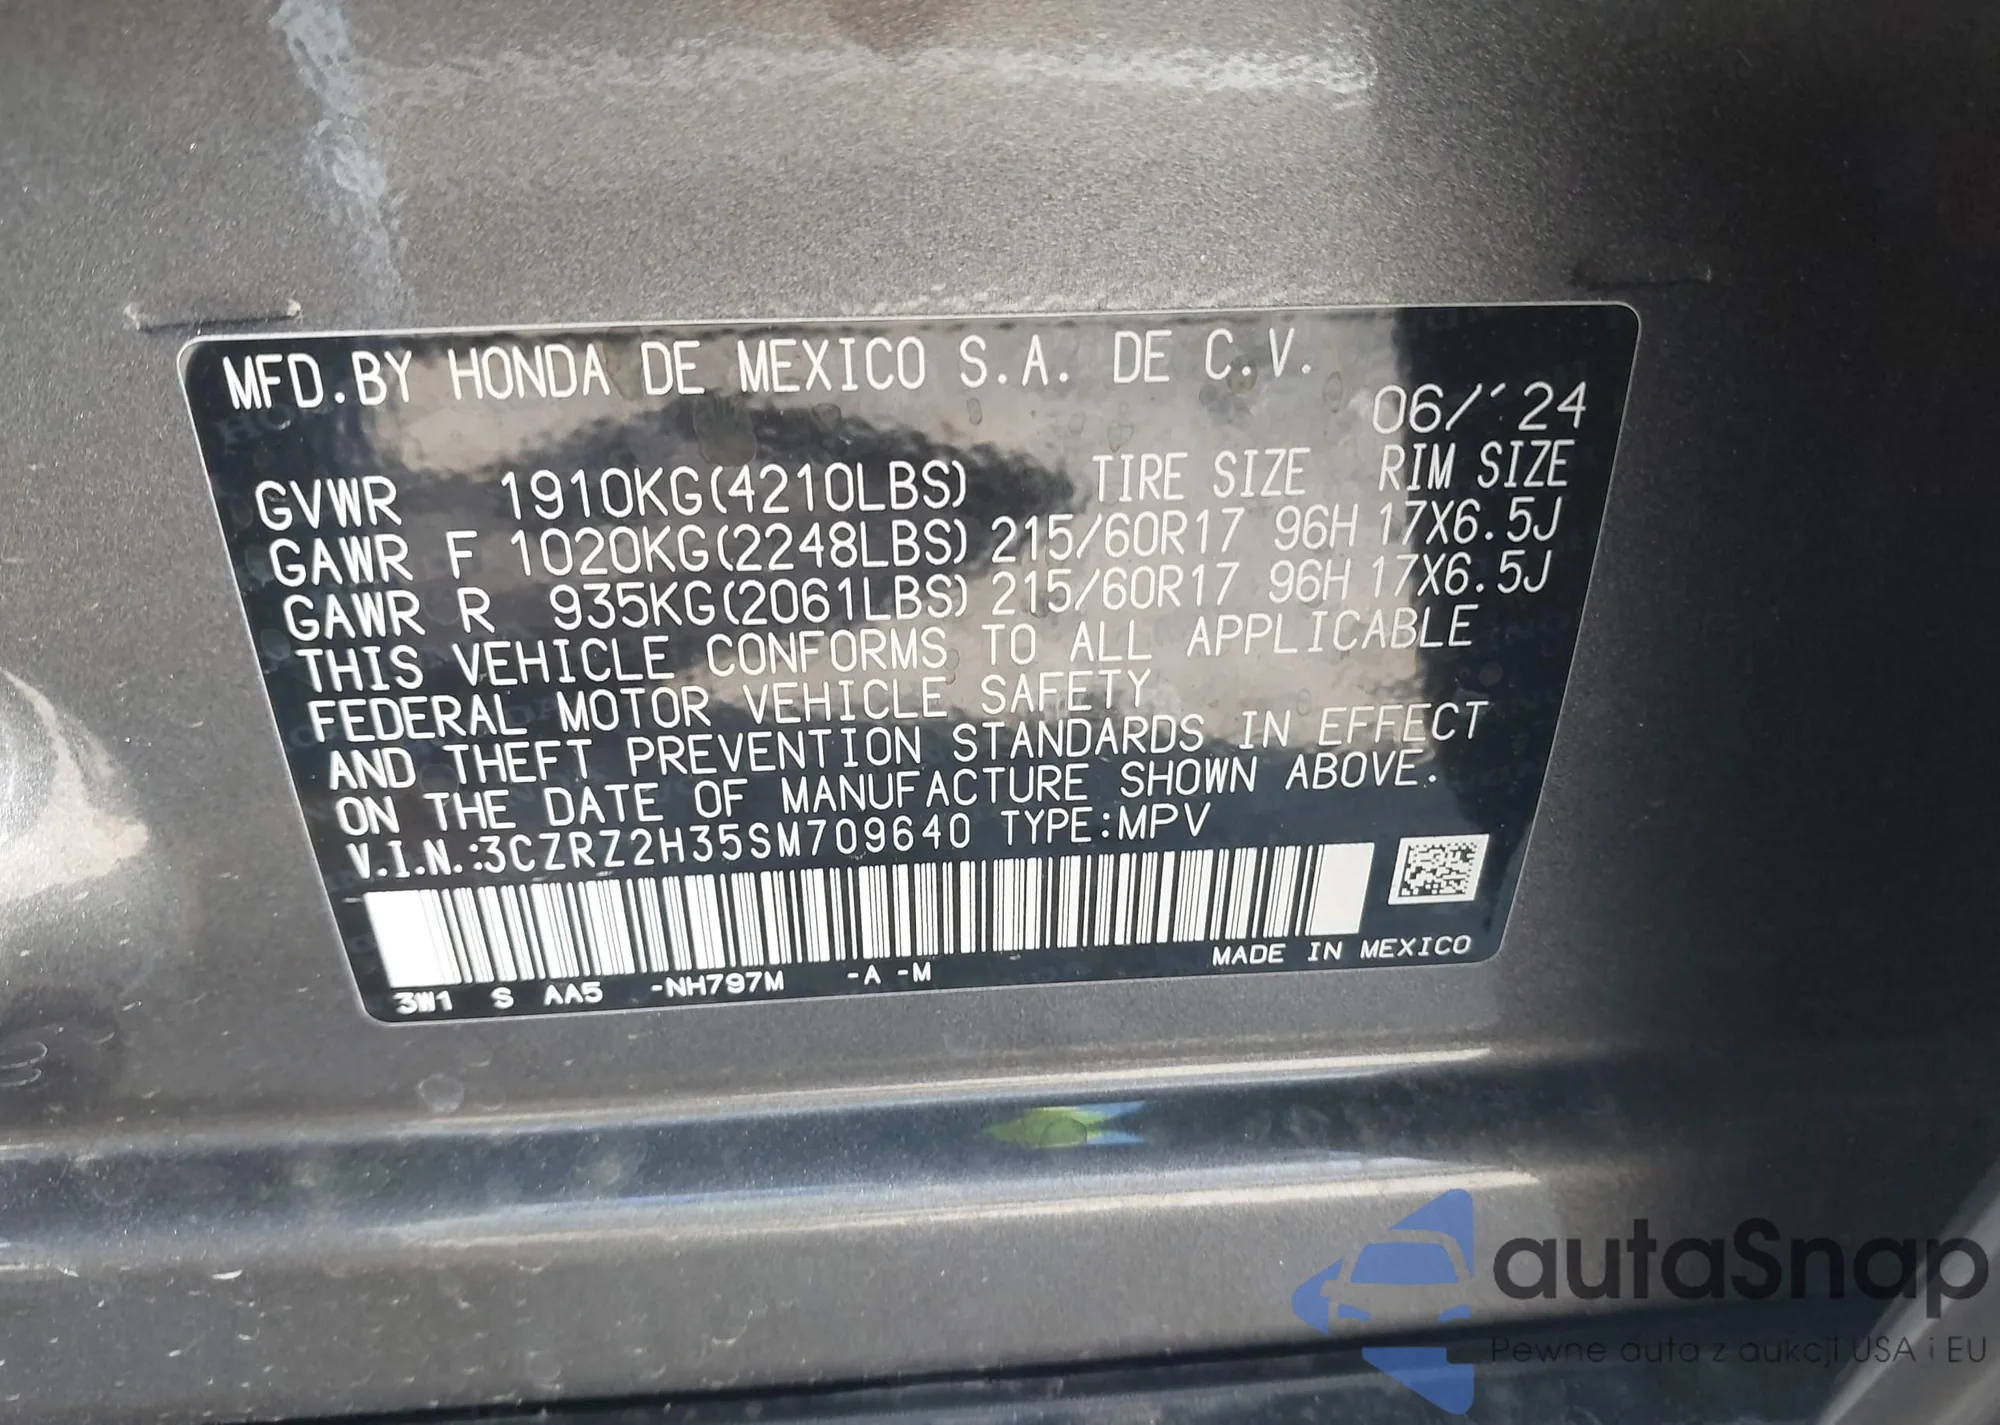 MFD.BY HONDA DE MEXICO S.A. DE C.V.
06/'24
GVWR 1910KG(4210LBS) TIRE SIZE RIM SIZE
GAWR F 1020KG(2248LBS) 215/60R17 96H 17X6.5J
GAWR R 935KG(2061LBS) 215/60R17 96H 17X6.5J
THIS VEHICLE CONFORMS TO ALL APPLICABLE
FEDERAL MOTOR VEHICLE SAFETY
AND THEFT PREVENTION STANDARDS IN EFFECT
ON THE DATE OF MANUFACTURE SHOWN ABOVE.
V.I.N.:3CZRZ2H35SM709640 TYPE:MPV
MADE IN MEXICO
3W1 S AA5 -NH797M -A -M
autaSnap
Pewne auta z aukcji USA i EU